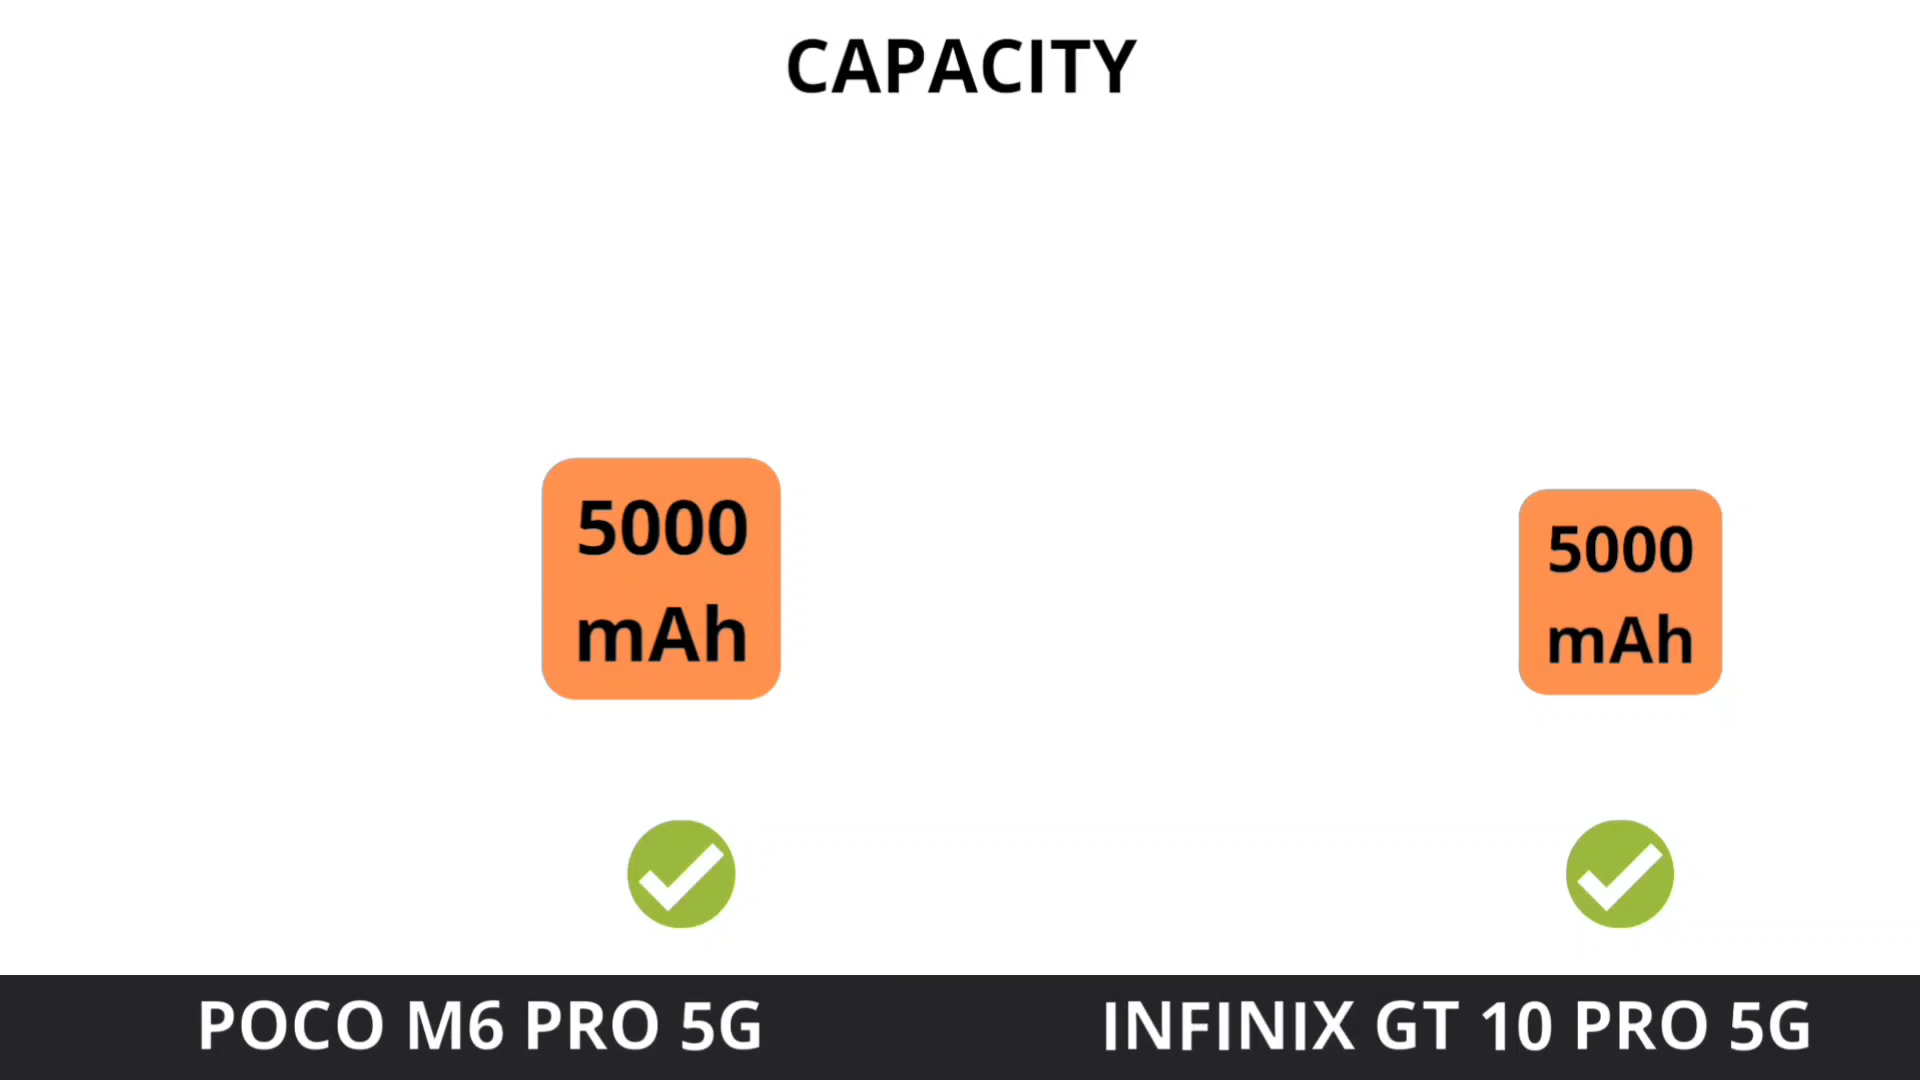 CAPACITY
5000
mAh
5000
mAh
POCO M6 PRO 5G
INFINIX GT 10 PRO 5G